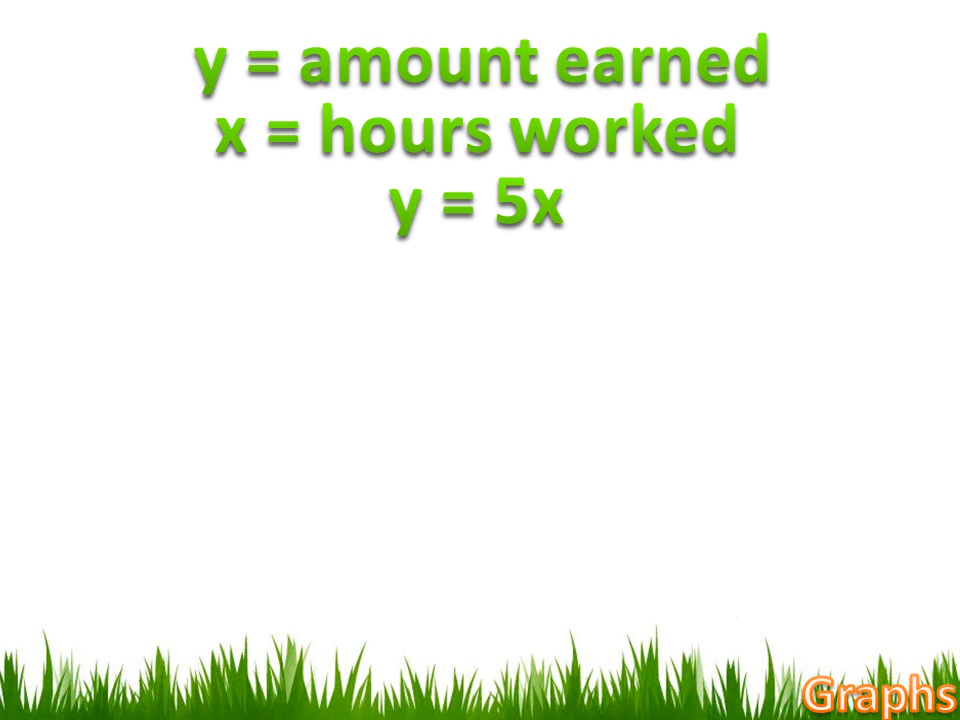 y = amount earned
x = hours worked
y = 5x
Graphs